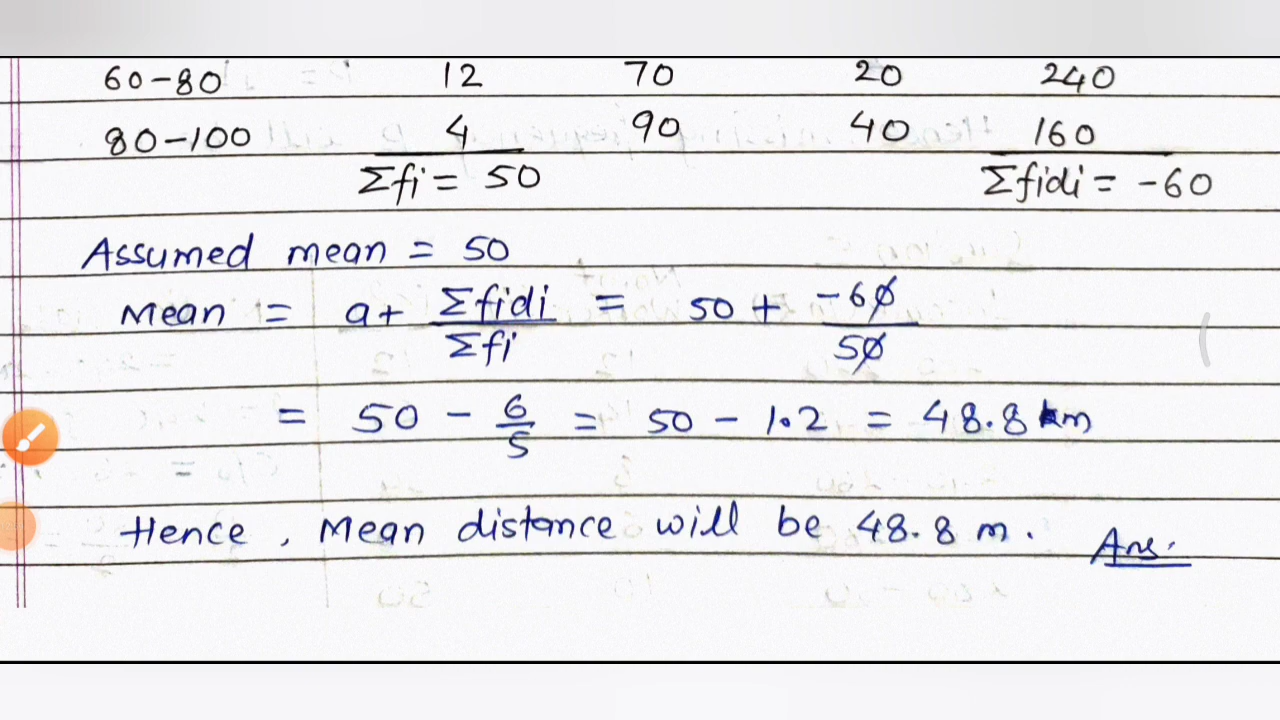 60-80 12 70 20 240
80-100 4 90 40 160
Σfi = 50 Σfidi = -60
Assumed mean = 50
Mean = a+ Σfidi/Σfi = 50 + -60/50
= 50 - 6/5 = 50 - 1.2 = 48.8 km
Hence, Mean distance will be 48.8 m. Ans.